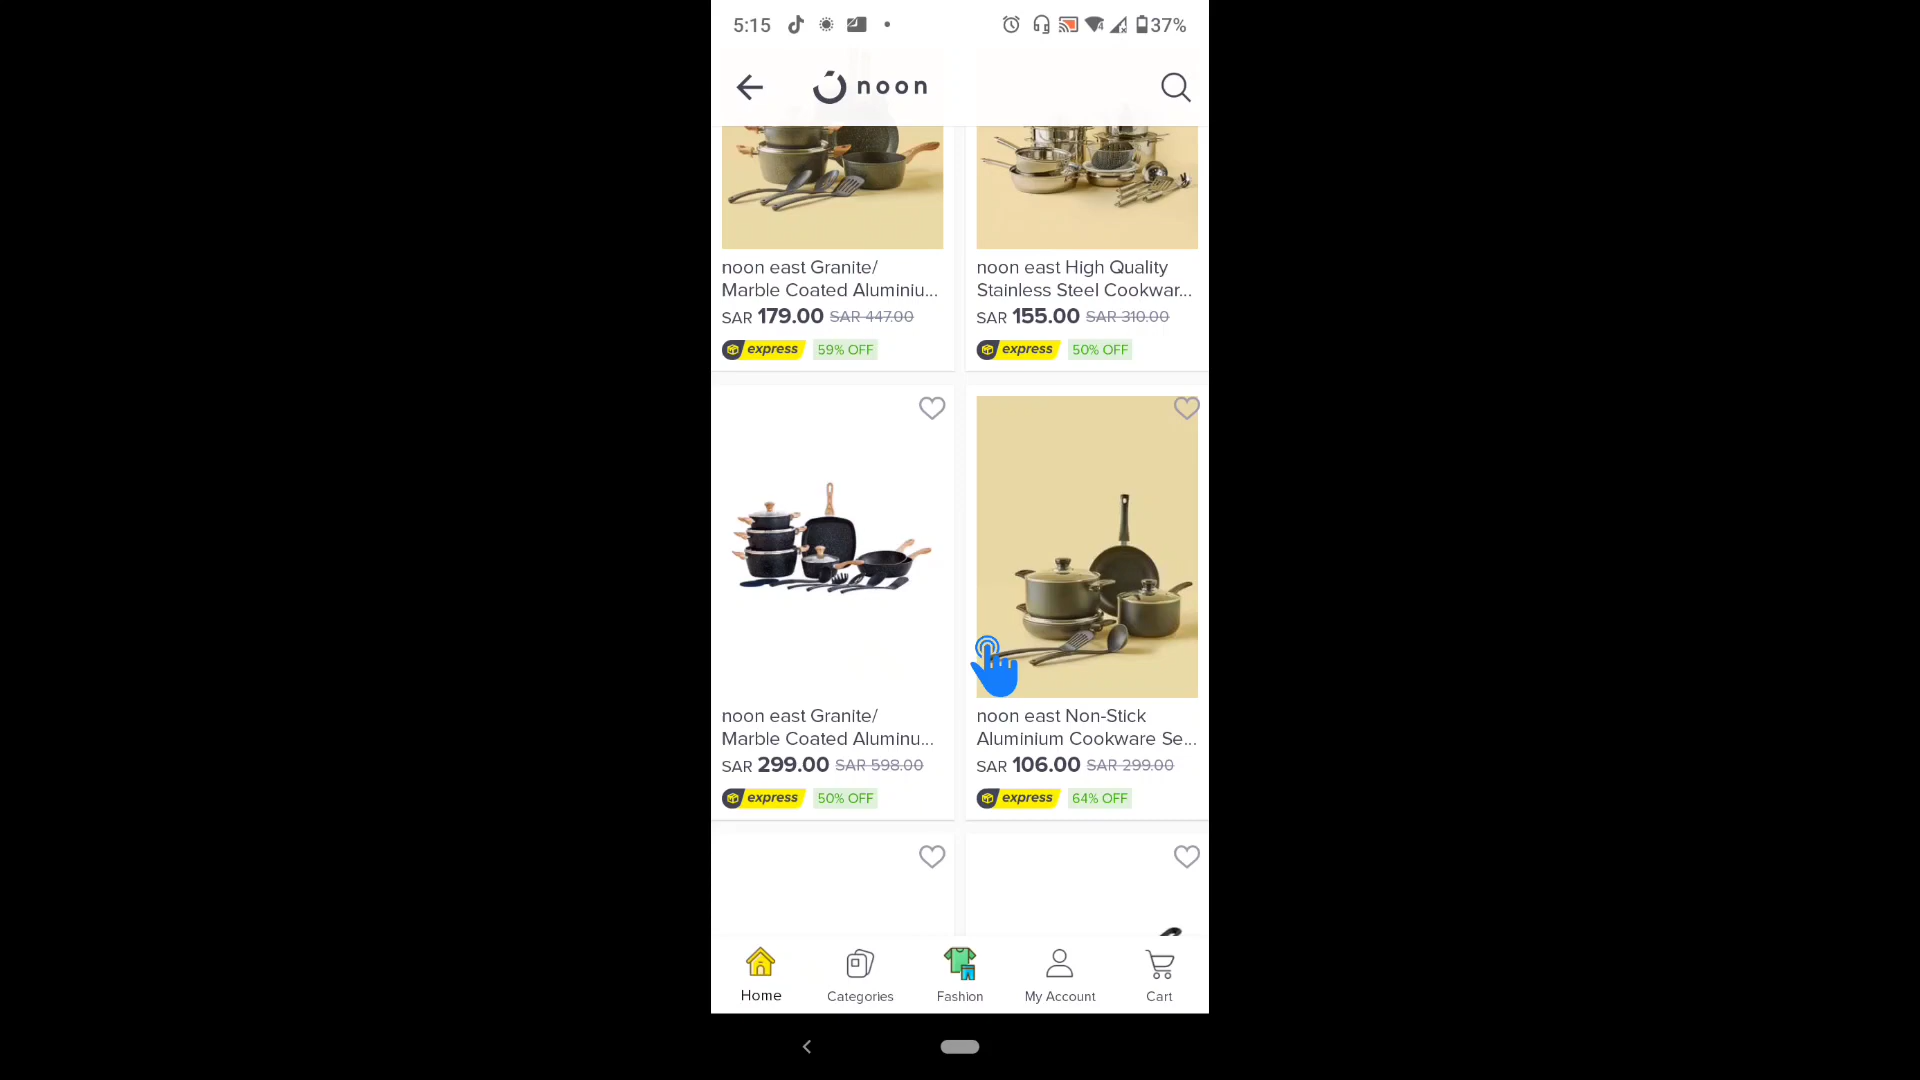 5:15
37%
noon
noon east Granite/
Marble Coated Aluminiu...
SAR 179.00 SAR 447.00
express 59% OFF
noon east High Quality
Stainless Steel Cookwar...
SAR 155.00 SAR 310.00
express 50% OFF
noon east Granite/
Marble Coated Aluminu...
SAR 299.00 SAR 598.00
express 50% OFF
noon east Non-Stick
Aluminium Cookware Se...
SAR 106.00 SAR 299.00
express 64% OFF
Home
Categories
Fashion
My Account
Cart